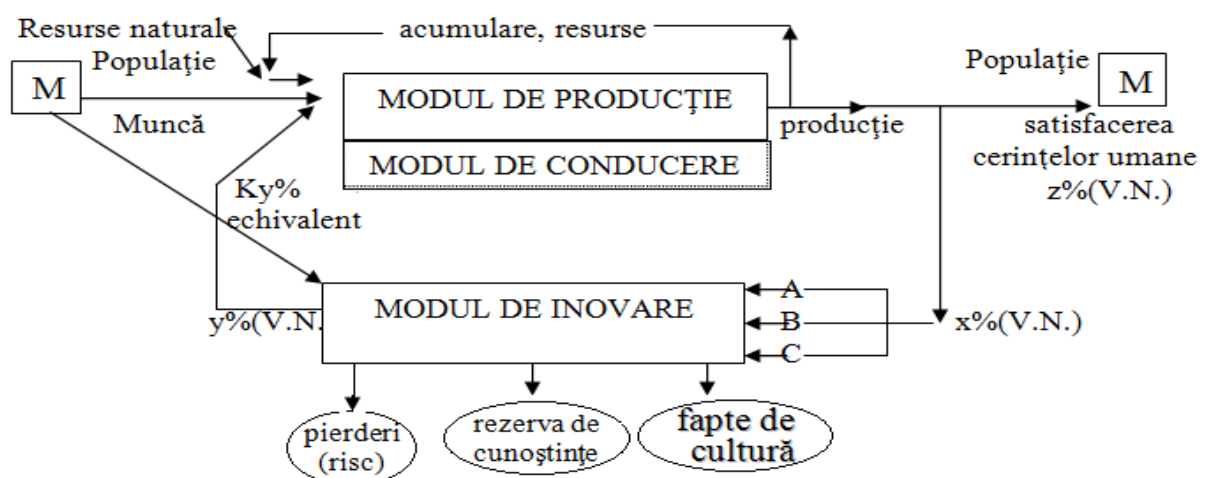 Resurse naturale
acumulare, resurse
Populaţie
M
Muncă
MODUL DE PRODUCŢIE
MODUL DE CONDUCERE
producţie
Populaţie
M
satisfacerea
cerinţelor umane
z%(V.N.)
Ky%
echivalent
y%(V.N.
MODUL DE INOVARE
A
B
C
x%(V.N.)
pierderi
(risc)
rezerva de
cunoştinţe
fapte de
cultură